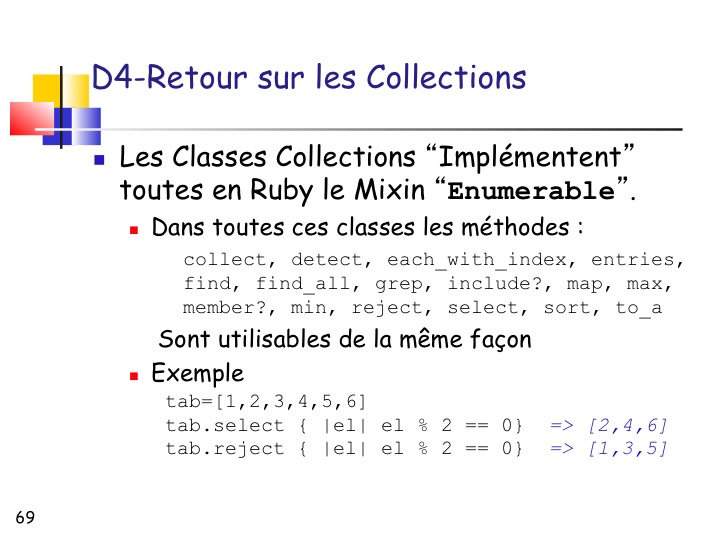 D4-Retour sur les Collections
Les Classes Collections “Implémentent”
toutes en Ruby le Mixin “Enumerable”.
Dans toutes ces classes les méthodes :
collect, detect, each_with_index, entries,
find, find_all, grep, include?, map, max,
member?, min, reject, select, sort, to_a
Sont utilisables de la même façon
Exemple
tab=[1,2,3,4,5,6]
tab.select { |el| el % 2 == 0}  => [2,4,6]
tab.reject { |el| el % 2 == 0}  => [1,3,5]
69